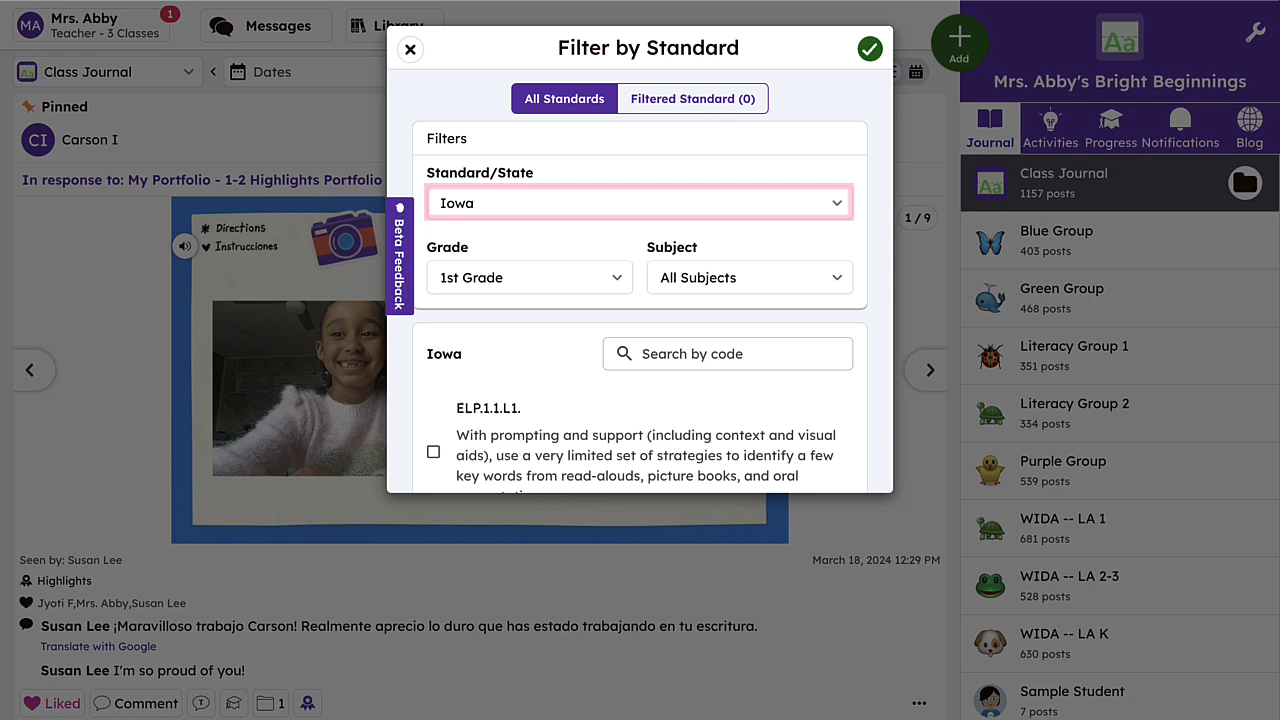 MA
Mrs. Abby
Teacher - 3 Classes
1
Messages
Library
Add
Aa
Mrs. Abby's Bright Beginnings
Aa
Class Journal
Dates
Filter by Standard
All Standards
Filtered Standard (0)
Filters
Standard/State
Iowa
Grade
Subject
1st Grade
All Subjects
Beta Feedback
Iowa
Search by code
ELP.1.1.L1.
With prompting and support (including context and visual
aids), use a very limited set of strategies to identify a few
key words from read-alouds, picture books, and oral
Pinned
CI
Carson I
In response to: My Portfolio - 1-2 Highlights Portfolio
Directions
Instrucciones
1 / 9
Seen by: Susan Lee
March 18, 2024 12:29 PM
Highlights
Jyoti F,Mrs. Abby,Susan Lee
Susan Lee ¡Maravilloso trabajo Carson! Realmente aprecio lo duro que has estado trabajando en tu escritura.
Translate with Google
Susan Lee I'm so proud of you!
Liked
Comment
T
1
Journal
Activities
Progress
Notifications
Blog
Aa
Class Journal
1157 posts
Blue Group
403 posts
Green Group
468 posts
Literacy Group 1
351 posts
Literacy Group 2
334 posts
Purple Group
539 posts
WIDA -- LA 1
681 posts
WIDA -- LA 2-3
528 posts
WIDA -- LA K
630 posts
Sample Student
7 posts